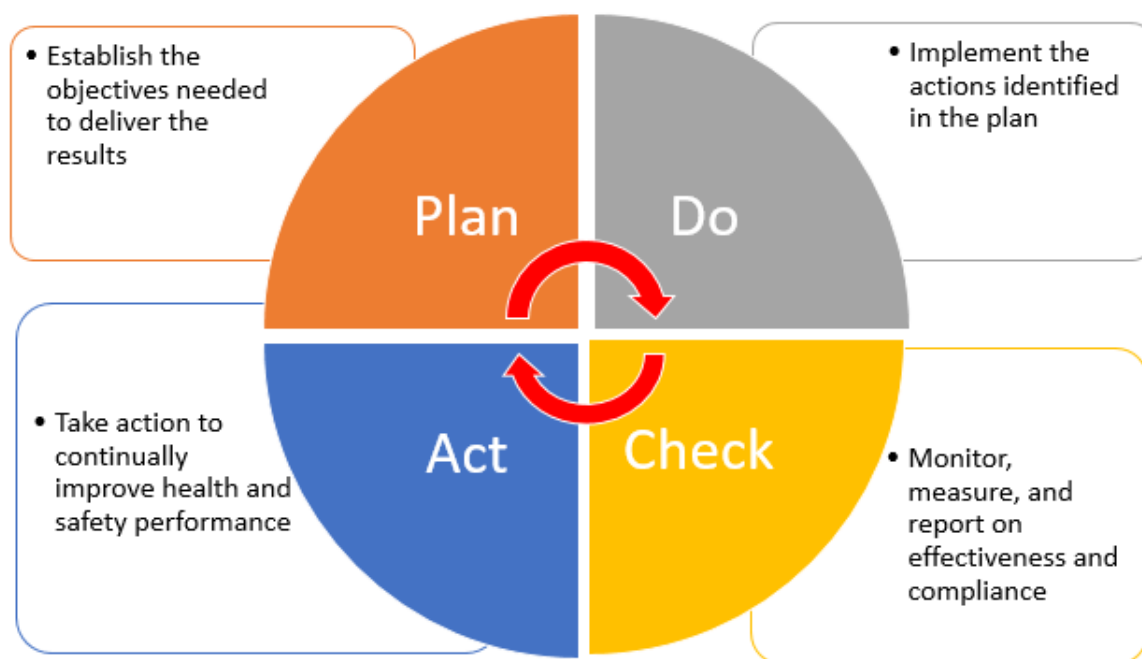 • Establish the
objectives needed
to deliver the
results
• Implement the
actions identified
in the plan
Plan
Do
Act
Check
• Take action to
continually
improve health and
safety performance
• Monitor,
measure, and
report on
effectiveness and
compliance